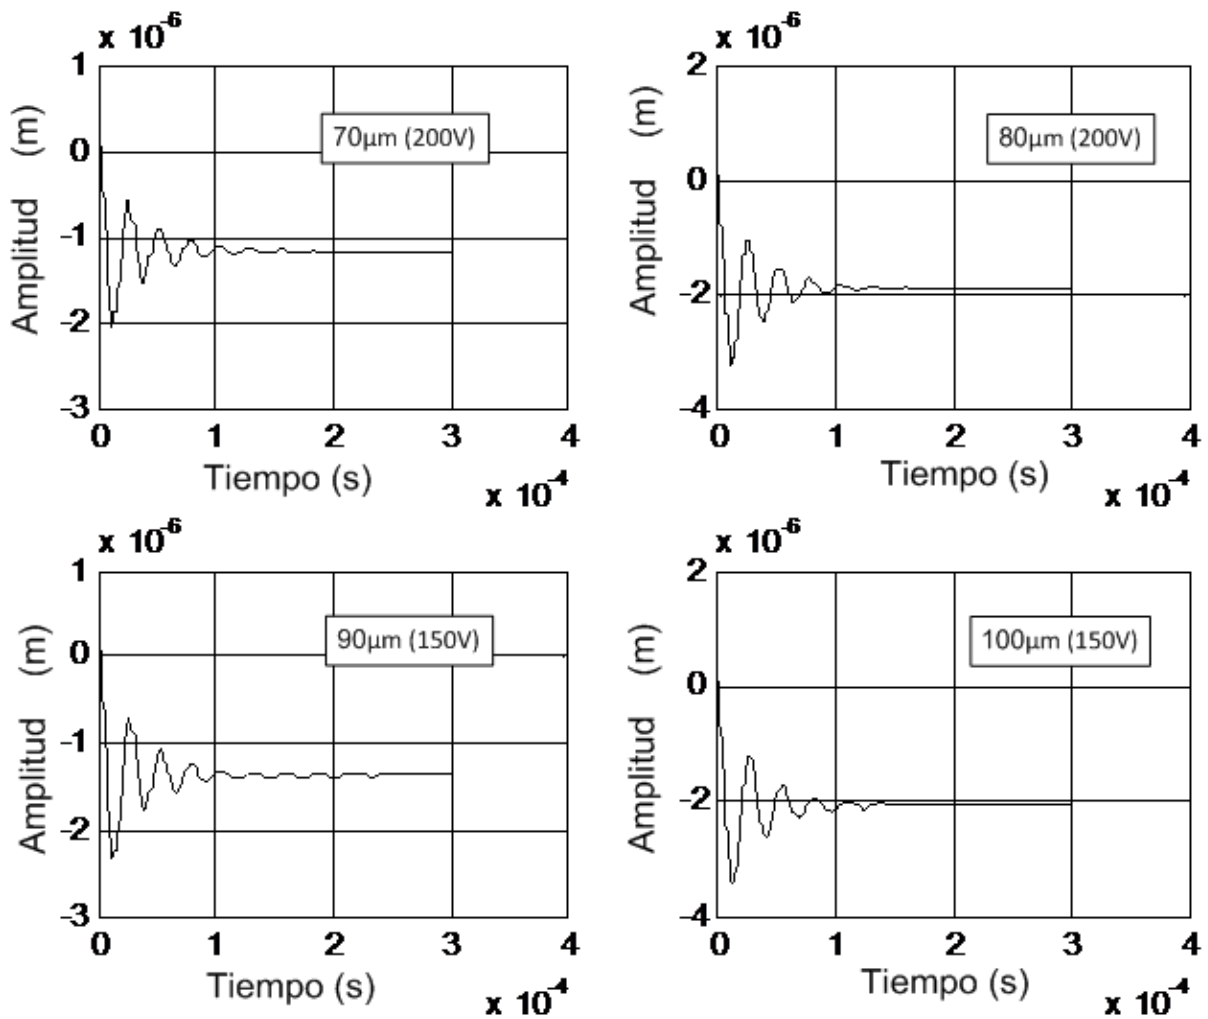 x 10^-6
1
0
-1
-2
-3
Amplitud (m)
70µm (200V)
0 1 2 3 4
Tiempo (s)
x 10^-4
x 10^-6
2
0
-2
-4
Amplitud (m)
80µm (200V)
0 1 2 3 4
Tiempo (s)
x 10^-4
x 10^-6
1
0
-1
-2
-3
Amplitud (m)
90µm (150V)
0 1 2 3 4
Tiempo (s)
x 10^-4
x 10^-6
2
0
-2
-4
Amplitud (m)
100µm (150V)
0 1 2 3 4
Tiempo (s)
x 10^-4